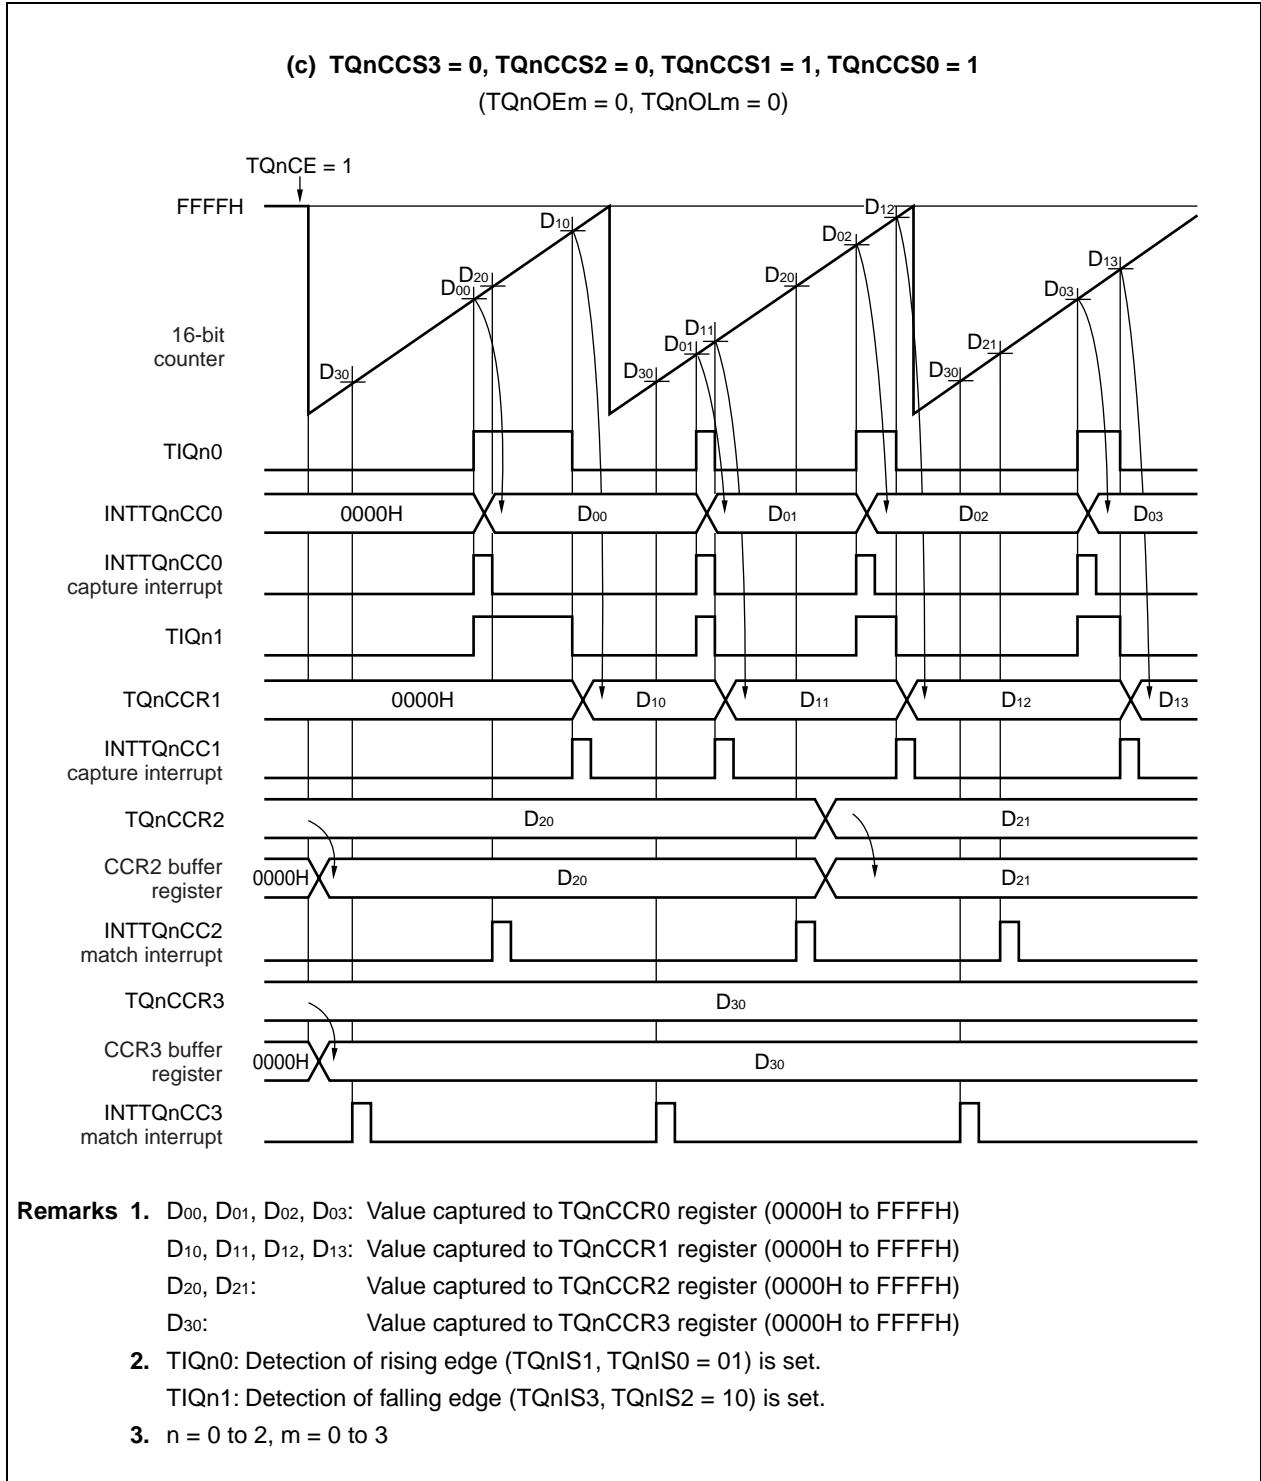 (c) TQnCCS3 = 0, TQnCCS2 = 0, TQnCCS1 = 1, TQnCCS0 = 1
(TQnOEm = 0, TQnOLm = 0)
TQnCE = 1
FFFFH
D12
D10
D02
D20
D20
D13
D00
D03
16-bit
counter
D11
D01
D21
D30
D30
D30
TIQn0
INTTQnCC0
0000H
D00
D01
D02
D03
INTTQnCC0
capture interrupt
TIQn1
TQnCCR1
0000H
D10
D11
D12
D13
INTTQnCC1
capture interrupt
TQnCCR2
D20
D21
CCR2 buffer
register
0000H
D20
D21
INTTQnCC2
match interrupt
TQnCCR3
D30
CCR3 buffer
register
0000H
D30
INTTQnCC3
match interrupt
Remarks 1. D00, D01, D02, D03: Value captured to TQnCCR0 register (0000H to FFFFH)
D10, D11, D12, D13: Value captured to TQnCCR1 register (0000H to FFFFH)
D20, D21: Value captured to TQnCCR2 register (0000H to FFFFH)
D30: Value captured to TQnCCR3 register (0000H to FFFFH)
2. TIQn0: Detection of rising edge (TQnIS1, TQnIS0 = 01) is set.
TIQn1: Detection of falling edge (TQnIS3, TQnIS2 = 10) is set.
3. n = 0 to 2, m = 0 to 3